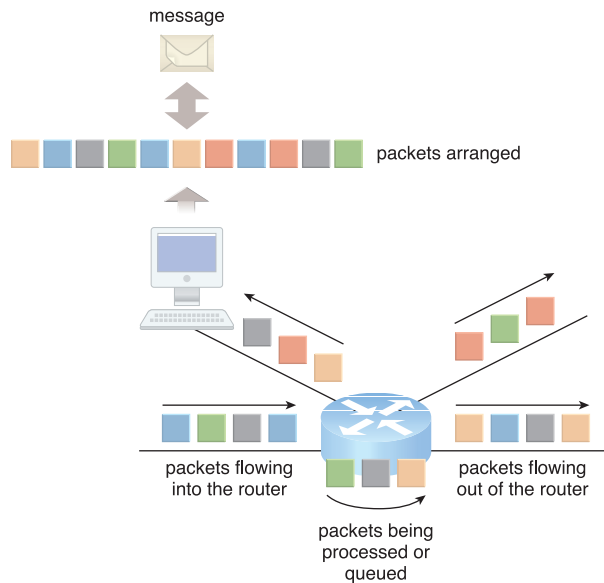 message
packets arranged
packets flowing
into the router
packets flowing
out of the router
packets being
processed or
queued